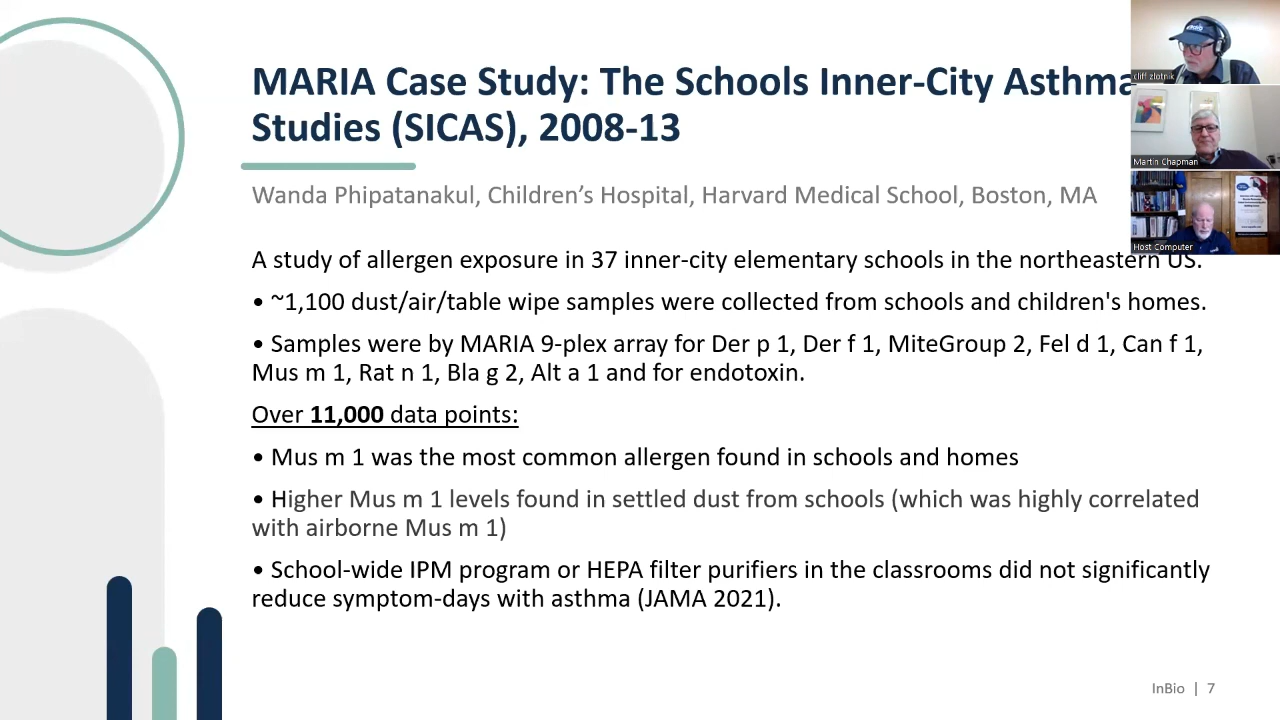 MARIA Case Study: The Schools Inner-City Asthma
Studies (SICAS), 2008-13
Wanda Phipatanakul, Children’s Hospital, Harvard Medical School, Boston, MA
A study of allergen exposure in 37 inner-city elementary schools in the northeastern US.
• ~1,100 dust/air/table wipe samples were collected from schools and children's homes.
• Samples were by MARIA 9-plex array for Der p 1, Der f 1, MiteGroup 2, Fel d 1, Can f 1,
Mus m 1, Rat n 1, Bla g 2, Alt a 1 and for endotoxin.
Over 11,000 data points:
• Mus m 1 was the most common allergen found in schools and homes
• Higher Mus m 1 levels found in settled dust from schools (which was highly correlated
with airborne Mus m 1)
• School-wide IPM program or HEPA filter purifiers in the classrooms did not significantly
reduce symptom-days with asthma (JAMA 2021).
InBio | 7
cliff zlotnik
Martin Chapman
Host Computer